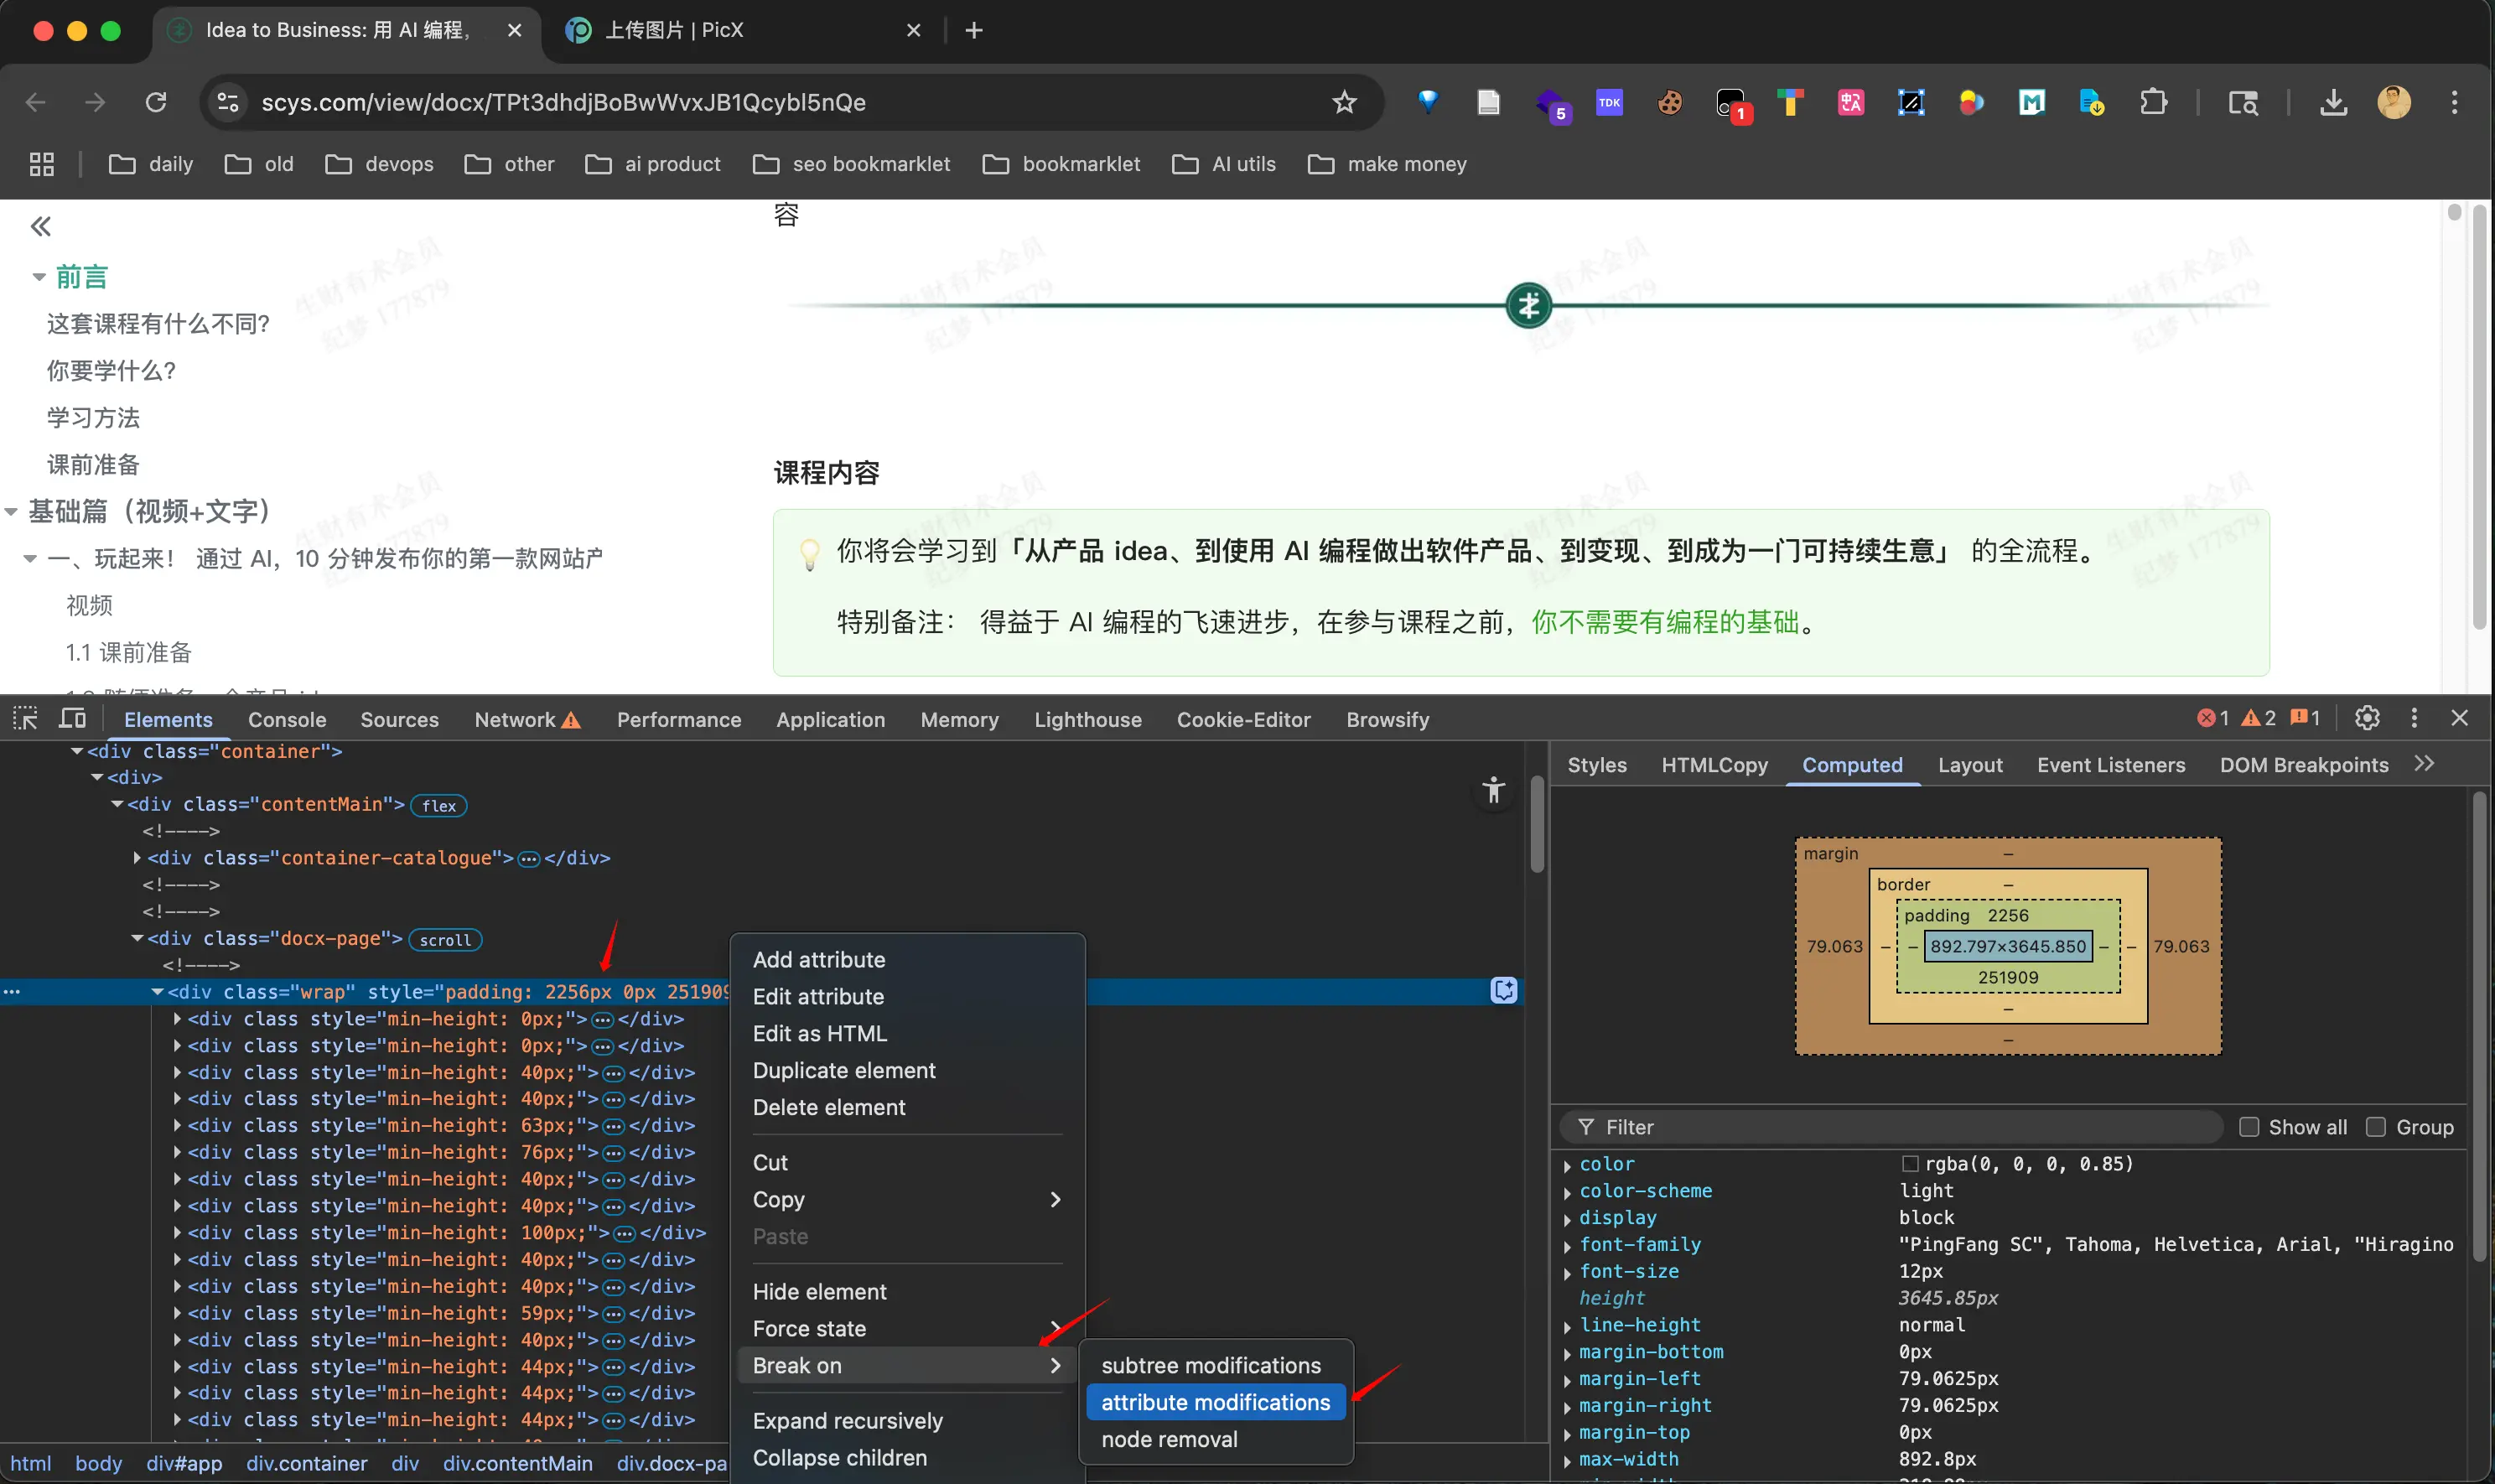 Idea to Business: 用 AI 编程,
上传图片 | PicX
scys.com/view/docx/TPt3dhdjBoBwWvxJB1Qcybl5nQe
5
TDK
1
daily
old
devops
other
ai product
seo bookmarklet
bookmarklet
AI utils
make money
容
前言
这套课程有什么不同?
你要学什么?
学习方法
课前准备
基础篇（视频+文字）
一、玩起来！ 通过 AI，10 分钟发布你的第一款网站产
视频
1.1 课前准备
生财有术会员
纪梦 177879
课程内容
你将会学习到「从产品 idea、到使用 AI 编程做出软件产品、到变现、到成为一门可持续生意」 的全流程。
特别备注： 得益于 AI 编程的飞速进步，在参与课程之前，你不需要有编程的基础。
Elements
Console
Sources
Network
Performance
Application
Memory
Lighthouse
Cookie-Editor
Browsify
1
2
1
<div class="container">
<div>
<div class="contentMain"> flex
<!---->
<div class="container-catalogue">…</div>
<!---->
<!---->
<div class="docx-page"> scroll
<!---->
<div class="wrap" style="padding: 2256px 0px 251909
<div class style="min-height: 0px;">…</div>
<div class style="min-height: 0px;">…</div>
<div class style="min-height: 40px;">…</div>
<div class style="min-height: 40px;">…</div>
<div class style="min-height: 63px;">…</div>
<div class style="min-height: 76px;">…</div>
<div class style="min-height: 40px;">…</div>
<div class style="min-height: 40px;">…</div>
<div class style="min-height: 100px;">…</div>
<div class style="min-height: 40px;">…</div>
<div class style="min-height: 40px;">…</div>
<div class style="min-height: 59px;">…</div>
<div class style="min-height: 40px;">…</div>
<div class style="min-height: 44px;">…</div>
<div class style="min-height: 44px;">…</div>
<div class style="min-height: 44px;">…</div>
html body div#app div.container div div.contentMain div.docx-pa
Add attribute
Edit attribute
Edit as HTML
Duplicate element
Delete element
Cut
Copy
Paste
Hide element
Force state
Break on
Expand recursively
Collapse children
subtree modifications
attribute modifications
node removal
Styles
HTMLCopy
Computed
Layout
Event Listeners
DOM Breakpoints
margin –
border –
padding 2256
79.063 – – 892.797×3645.850 – – 79.063
251909
–
–
Filter
Show all
Group
color rgba(0, 0, 0, 0.85)
color-scheme light
display block
font-family "PingFang SC", Tahoma, Helvetica, Arial, "Hiragino
font-size 12px
height 3645.85px
line-height normal
margin-bottom 0px
margin-left 79.0625px
margin-right 79.0625px
margin-top 0px
max-width 892.8px